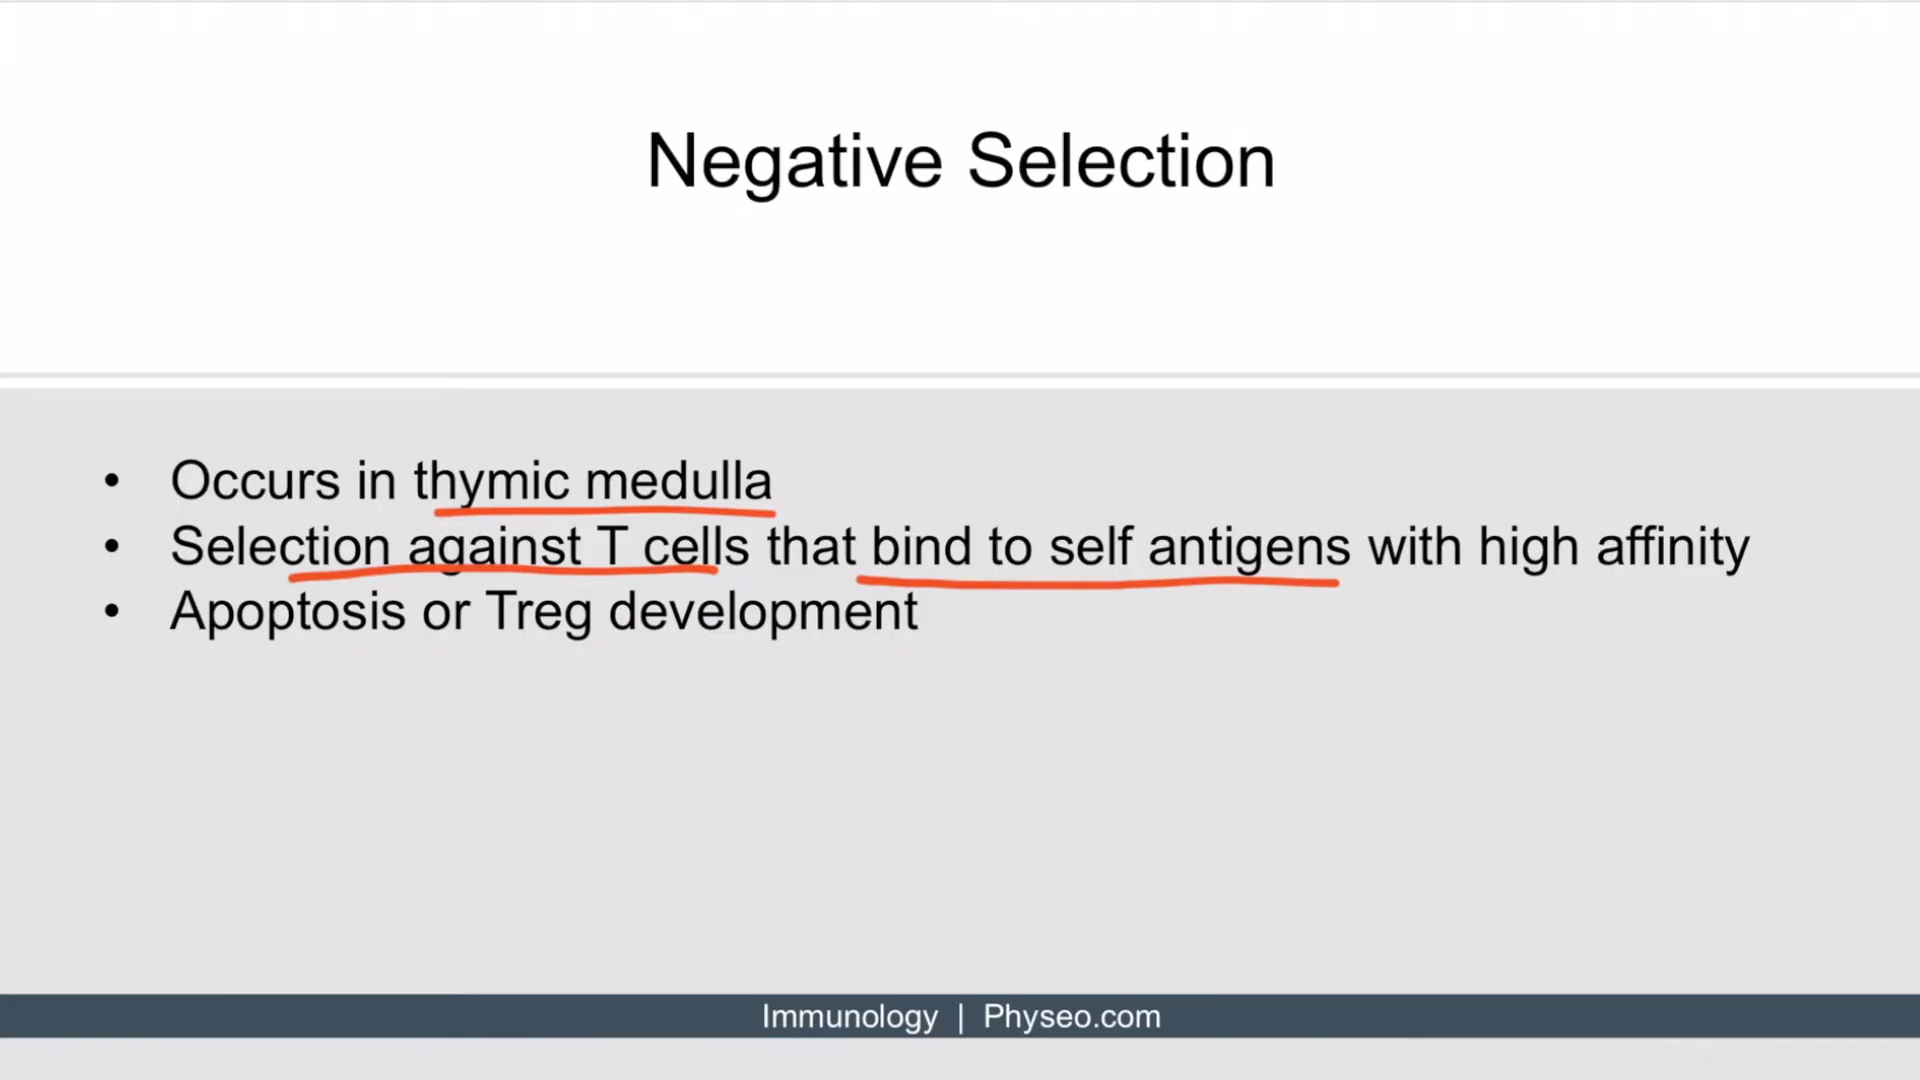 Negative Selection
• Occurs in thymic medulla
• Selection against T cells that bind to self antigens with high affinity
• Apoptosis or Treg development
Immunology | Physeo.com